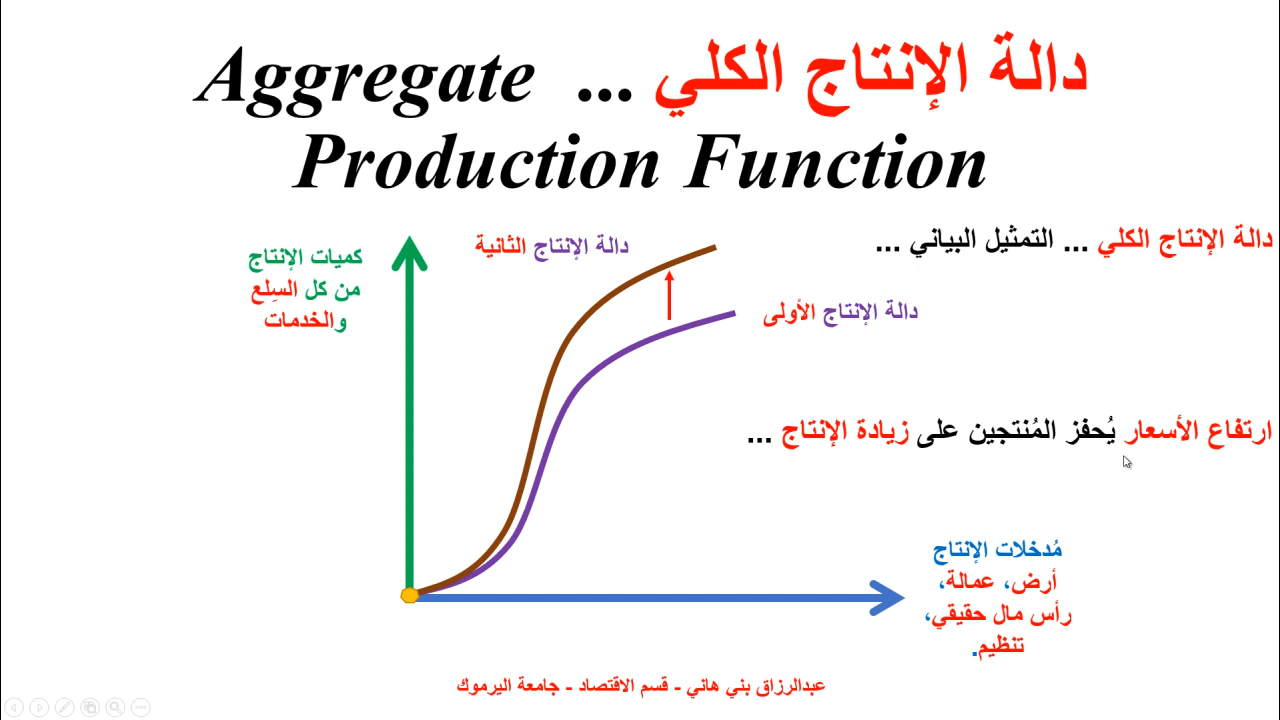 دالة الإنتاج الكلي ... Aggregate
Production Function
دالة الإنتاج الكلي ... التمثيل البياني ...
كميات الإنتاج
من كل السِلع
والخدمات
دالة الإنتاج الثانية
دالة الإنتاج الأولى
ارتفاع الأسعار يُحفز المُنتجين على زيادة الإنتاج ...
مُدخلات الإنتاج
أرض، عمالة،
رأس مال حقيقي،
تنظيم.
عبدالرزاق بني هاني - قسم الاقتصاد - جامعة اليرموك